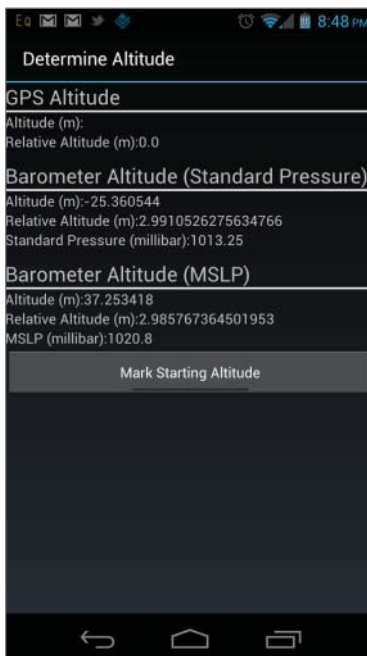 Eq 8:48 PM
Determine Altitude
GPS Altitude
Altitude (m):
Relative Altitude (m):0.0
Barometer Altitude (Standard Pressure)
Altitude (m):-25.360544
Relative Altitude (m):2.9910526275634766
Standard Pressure (millibar):1013.25
Barometer Altitude (MSLP)
Altitude (m):37.253418
Relative Altitude (m):2.985767364501953
MSLP (millibar):1020.8
Mark Starting Altitude